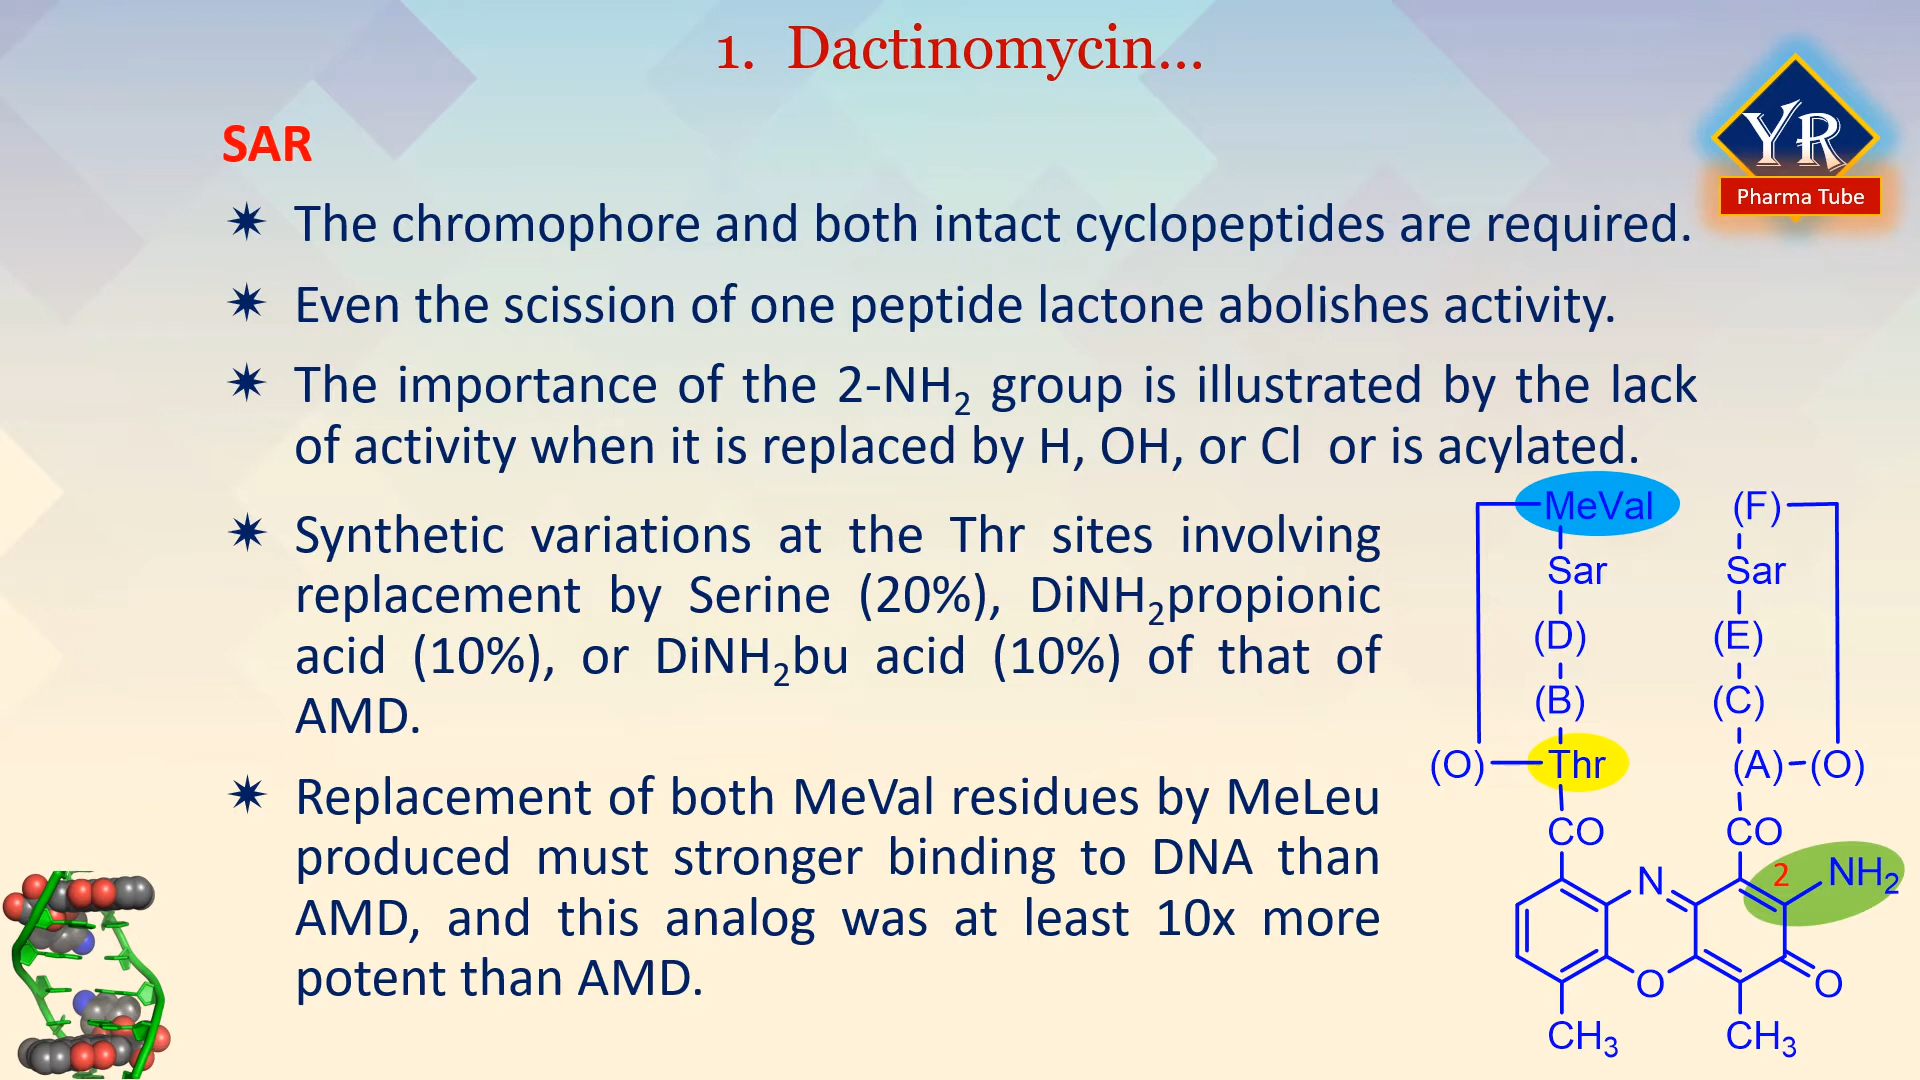 1. Dactinomycin...
YR
Pharma Tube
SAR
✷ The chromophore and both intact cyclopeptides are required.
✷ Even the scission of one peptide lactone abolishes activity.
✷ The importance of the 2-NH₂ group is illustrated by the lack
of activity when it is replaced by H, OH, or Cl or is acylated.
✷ Synthetic variations at the Thr sites involving
replacement by Serine (20%), DiNH₂propionic
acid (10%), or DiNH₂bu acid (10%) of that of
AMD.
✷ Replacement of both MeVal residues by MeLeu
produced must stronger binding to DNA than
AMD, and this analog was at least 10x more
potent than AMD.
MeVal (F)
Sar Sar
(D) (E)
(B) (C)
(O) Thr (A) (O)
CO CO
N 2 NH₂
O O
CH₃ CH₃